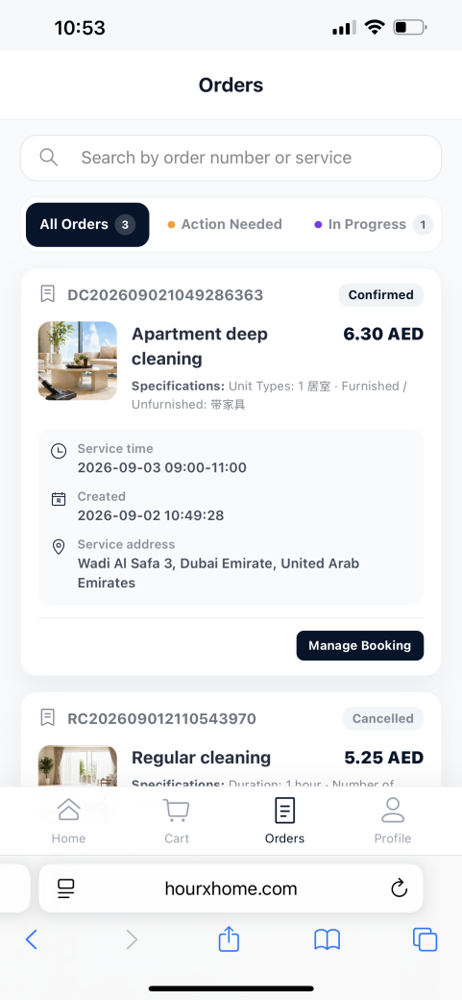 10:53
Orders
Search by order number or service
All Orders 3
Action Needed
In Progress 1
DC202609021049286363
Confirmed
Apartment deep
cleaning
6.30 AED
Specifications: Unit Types: 1 居室 · Furnished /
Unfurnished: 带家具
Service time
2026-09-03 09:00-11:00
Created
2026-09-02 10:49:28
Service address
Wadi Al Safa 3, Dubai Emirate, United Arab
Emirates
Manage Booking
RC202609012110543970
Cancelled
Regular cleaning
5.25 AED
Specifications: Duration: 1 hour · Number of
Home
Cart
Orders
Profile
hourxhome.com